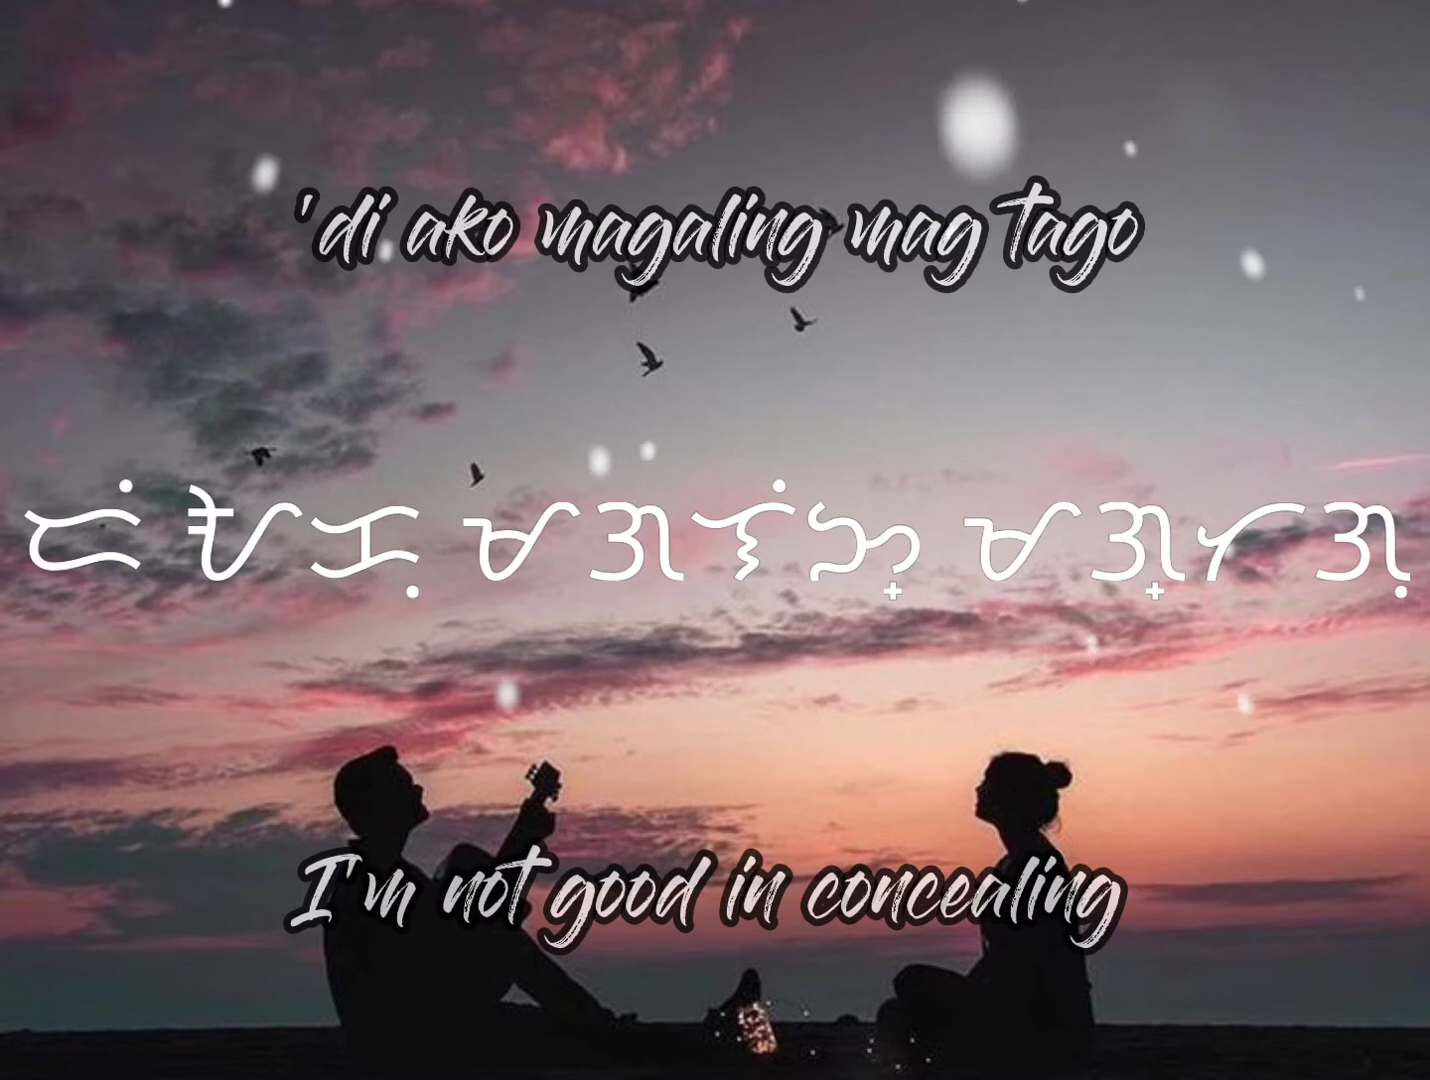 'di ako magaling mag tago
ᜇᜒ ᜀᜃᜓ ᜋᜄᜎᜒᜅ᜔ ᜋᜄ᜔ᜆᜄᜓ
I'm not good in concealing